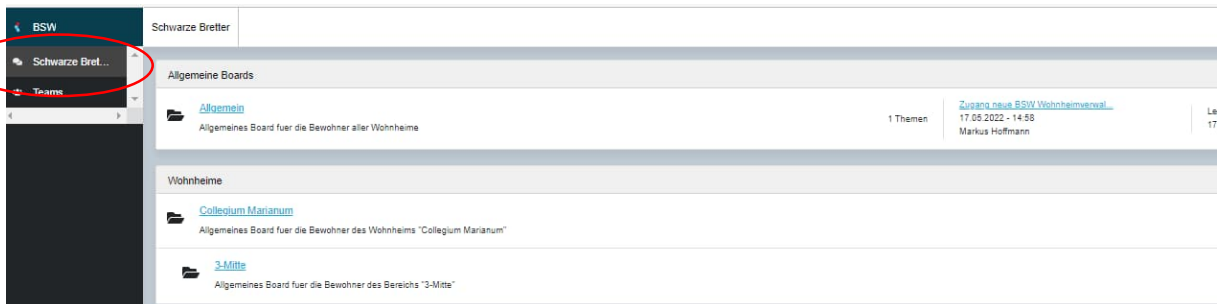 BSW
Schwarze Bretter
Schwarze Bret...
Teams
Allgemeine Boards
Allgemein
Allgemeines Board fuer die Bewohner aller Wohnheime
1 Themen
Zugang neue BSW Wohnheimverwal...
17.05.2022 - 14:58
Markus Hoffmann
Le
17
Wohnheime
Collegium Marianum
Allgemeines Board fuer die Bewohner des Wohnheims "Collegium Marianum"
3-Mitte
Allgemeines Board fuer die Bewohner des Bereichs "3-Mitte"